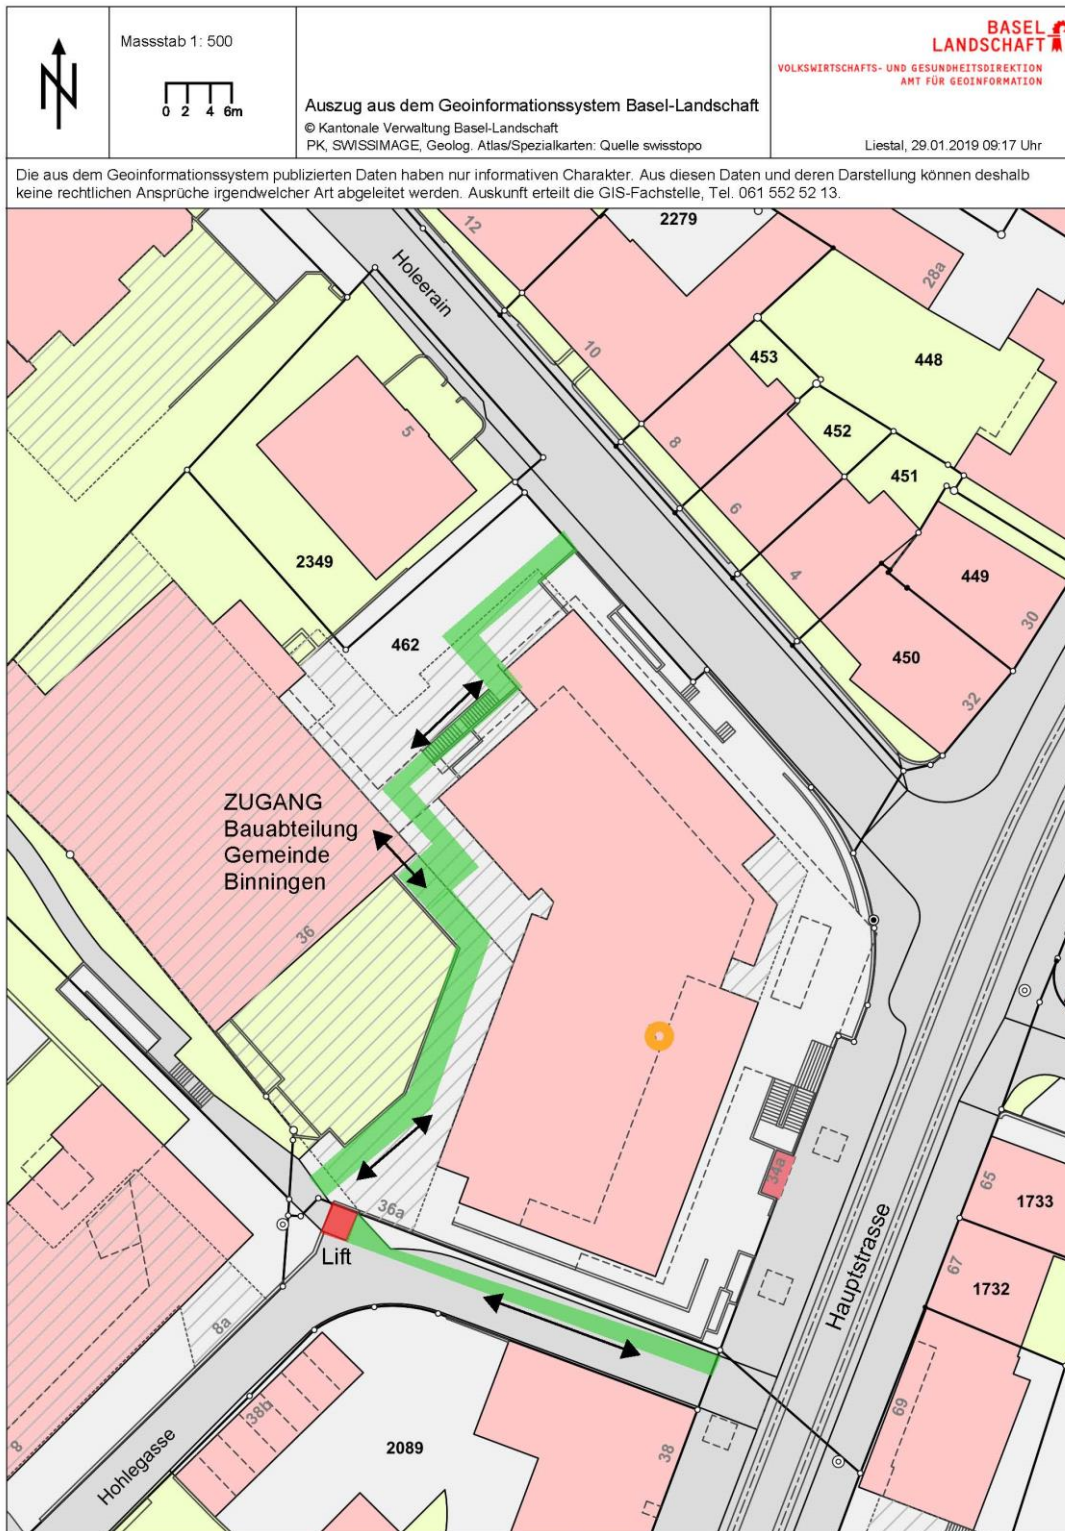 Massstab 1: 500
0 2 4 6m
Auszug aus dem Geoinformationssystem Basel-Landschaft
© Kantonale Verwaltung Basel-Landschaft
PK, SWISSIMAGE, Geolog. Atlas/Spezialkarten: Quelle swisstopo
BASEL
LANDSCHAFT
VOLKSWIRTSCHAFTS- UND GESUNDHEITSDIREKTION
AMT FÜR GEOINFORMATION
Liestal, 29.01.2019 09:17 Uhr
Die aus dem Geoinformationssystem publizierten Daten haben nur informativen Charakter. Aus diesen Daten und deren Darstellung können deshalb
keine rechtlichen Ansprüche irgendwelcher Art abgeleitet werden. Auskunft erteilt die GIS-Fachstelle, Tel. 061 552 52 13.
12
2279
28a
Holeerain
10
453
448
5
8
452
451
6
2349
4
449
30
462
450
32
ZUGANG
Bauabteilung
Gemeinde
Binningen
36
34a
65
1733
36a
Lift
Hauptstrasse
67
1732
8a
69
38b
8
Hohlegasse
2089
38